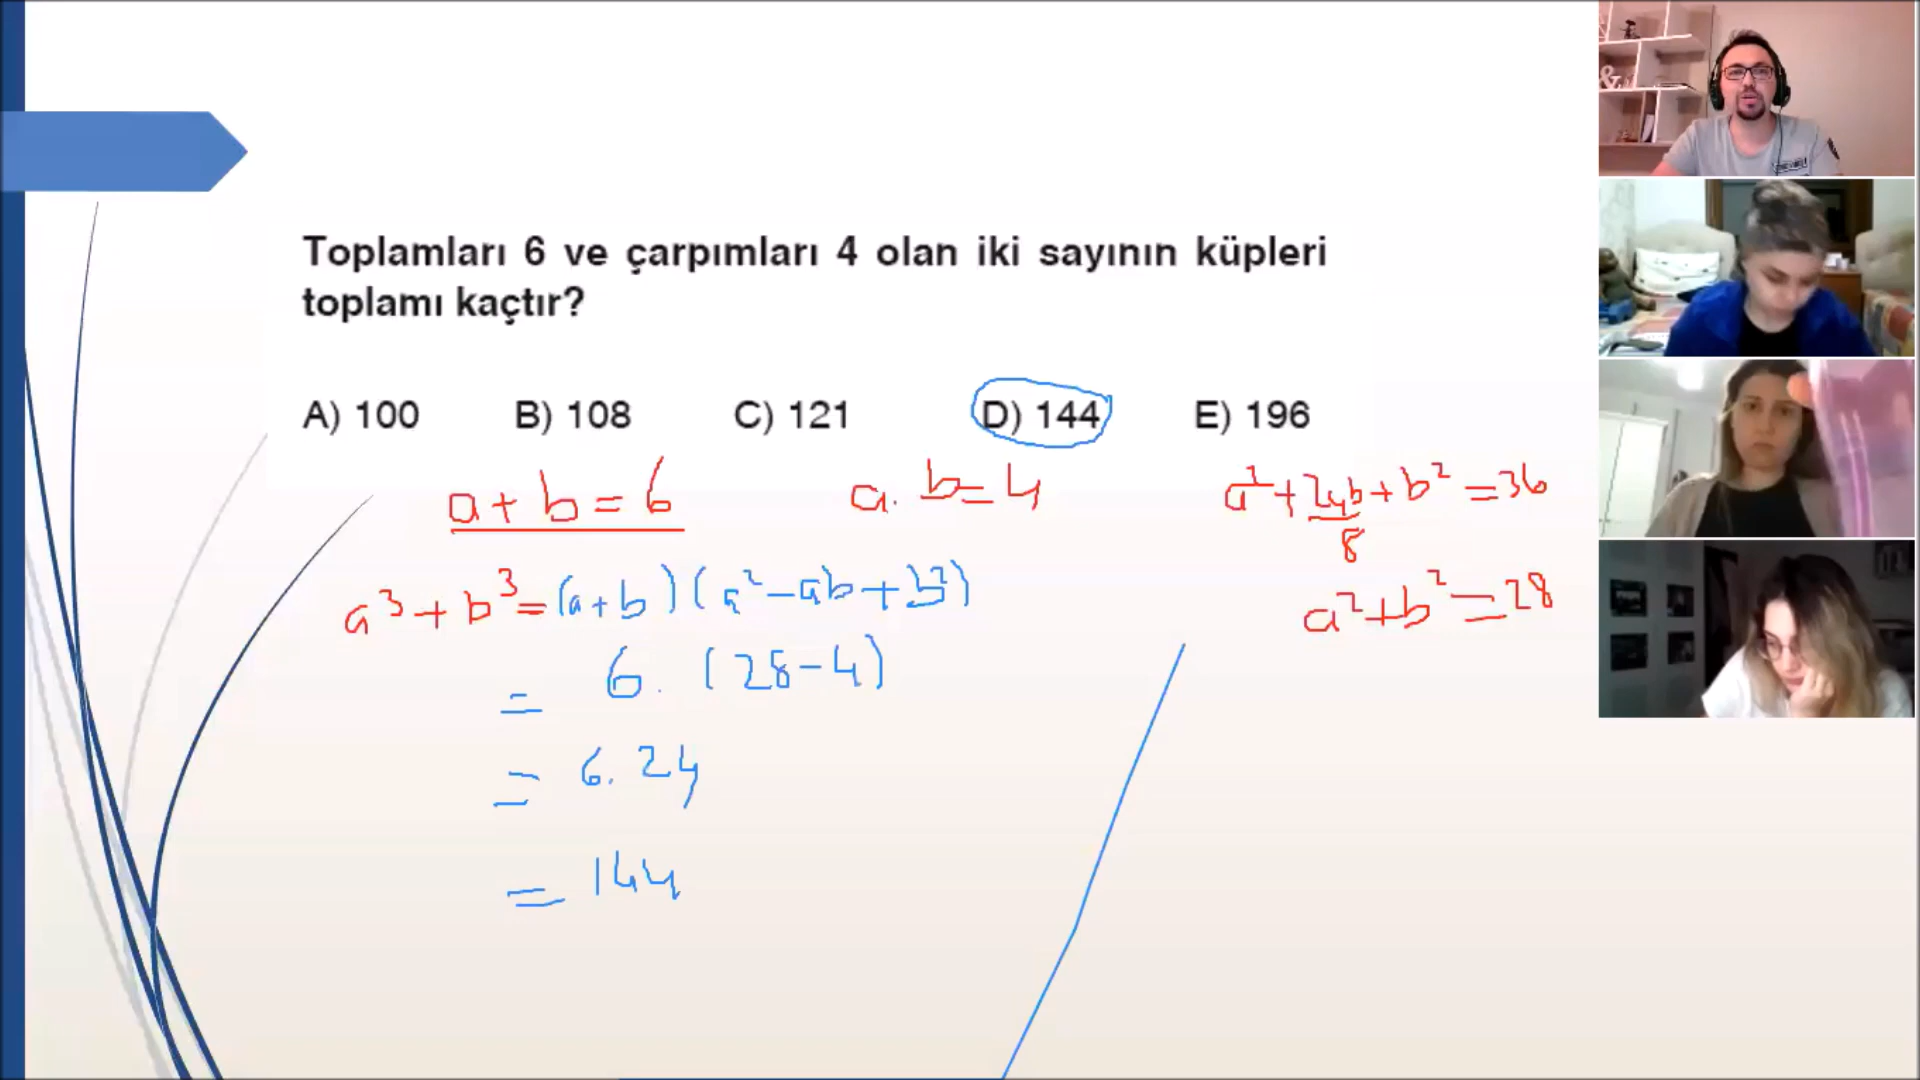 Toplamları 6 ve çarpımları 4 olan iki sayının küpleri
toplamı kaçtır?
A) 100 B) 108 C) 121 D) 144 E) 196
a + b = 6
a . b = 4
a² + 2ab + b² = 36
8
a² + b² = 28
a³ + b³ = (a + b) (a² - ab + b²)
= 6 . (28 - 4)
= 6 . 24
= 144